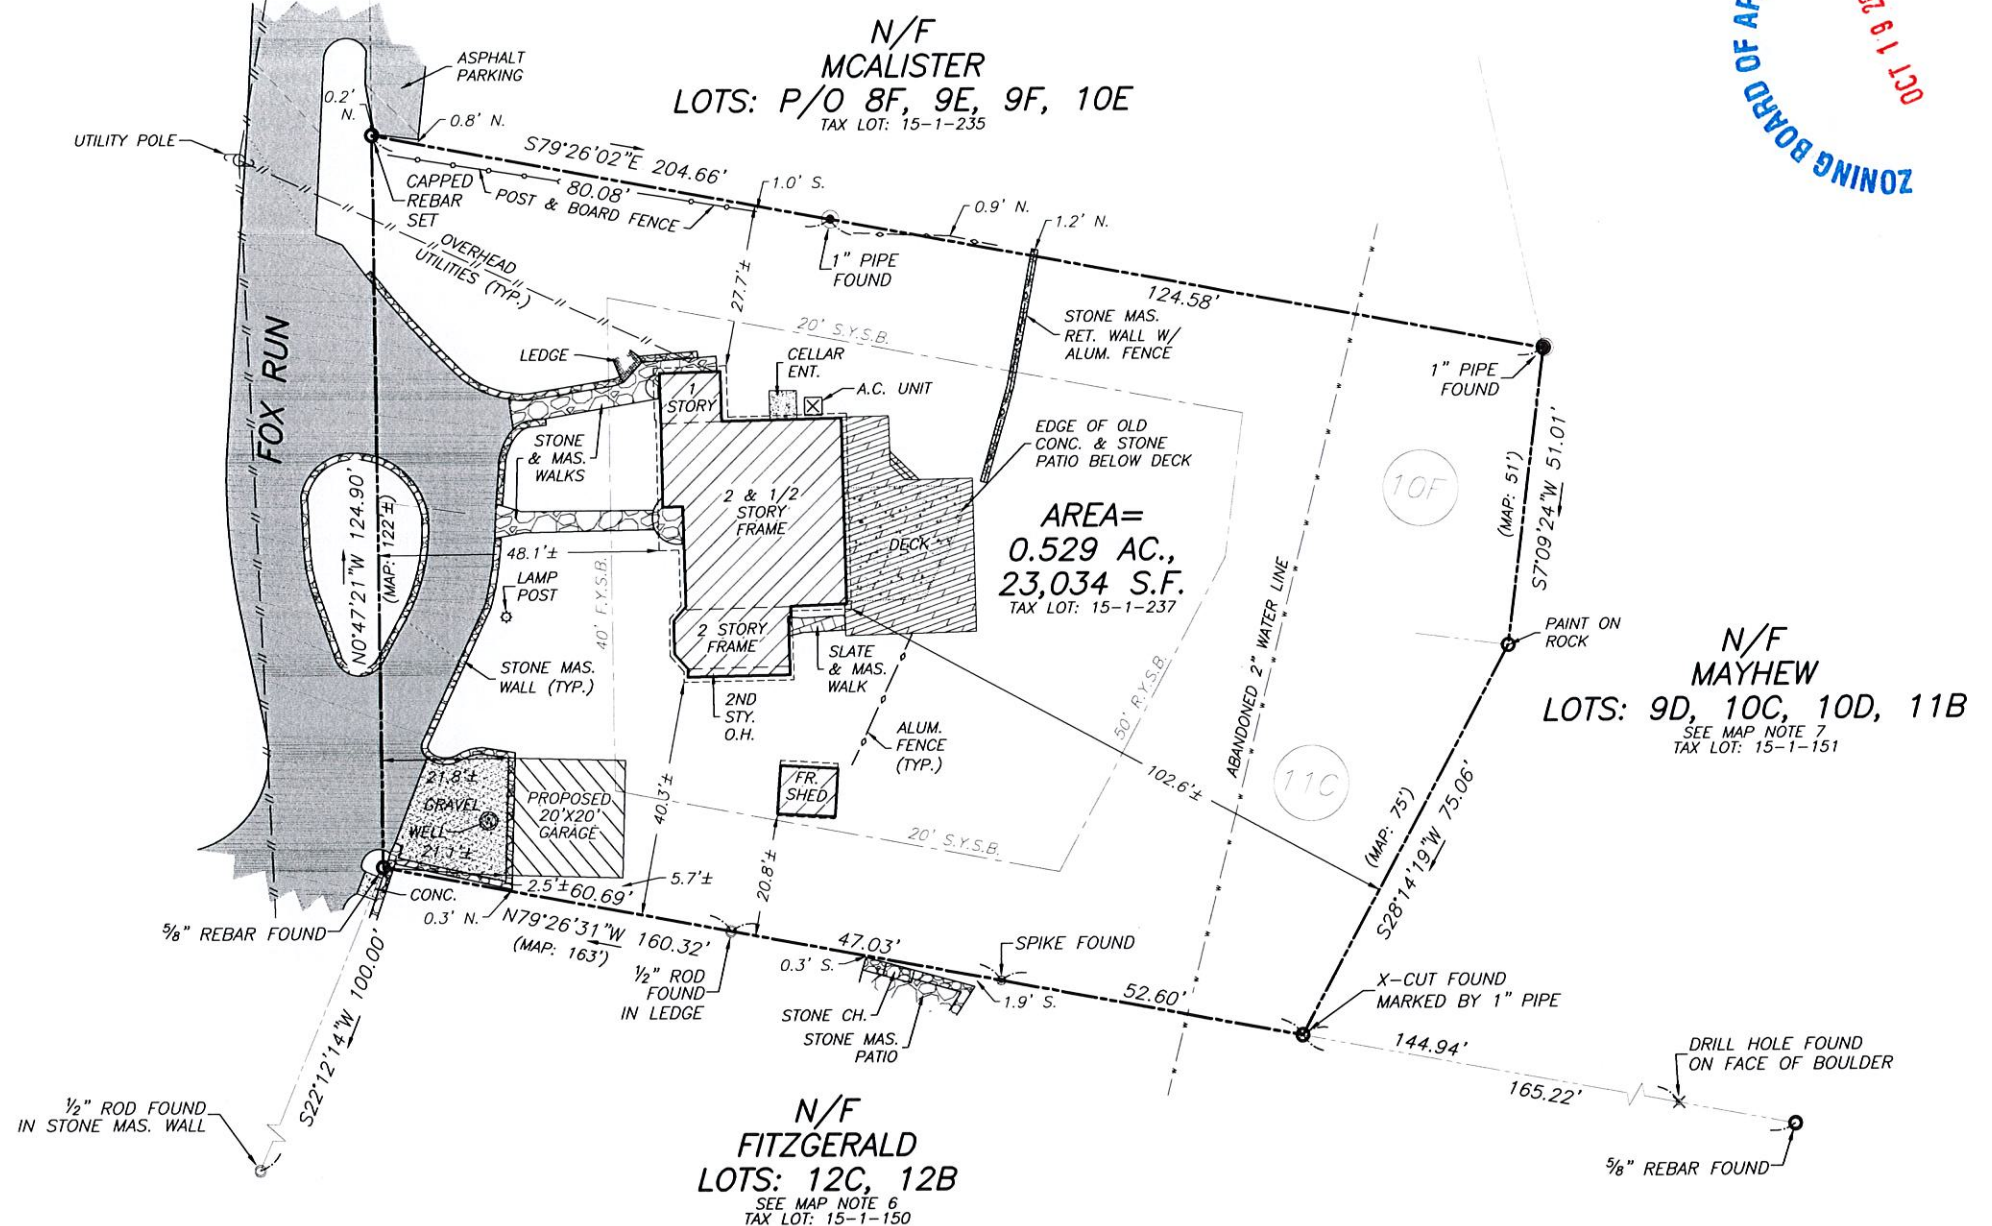 N/F
MCALISTER
LOTS: P/O 8F, 9E, 9F, 10E
TAX LOT: 15-1-235
ZONING BOARD OF
OCT 19
ASPHALT
PARKING
0.2'
N.
0.8' N.
UTILITY POLE
S79°26'02"E 204.66'
CAPPED
REBAR
SET
80.08'
POST & BOARD FENCE
1.0' S.
0.9' N.
1.2' N.
1" PIPE
FOUND
OVERHEAD
UTILITIES (TYP.)
27.7'±
124.58'
20' S.Y.S.B.
STONE MAS.
RET. WALL W/
ALUM. FENCE
1" PIPE
FOUND
FOX RUN
LEDGE
CELLAR
ENT.
A.C. UNIT
1
STORY
STONE
& MAS.
WALKS
EDGE OF OLD
CONC. & STONE
PATIO BELOW DECK
10F
(MAP: 51')
S7°09'24"W 51.01'
2 & 1/2
STORY
FRAME
DECK
AREA=
0.529 AC.,
23,034 S.F.
TAX LOT: 15-1-237
N0°47'21"W 124.90'
(MAP: 122'±)
48.1'±
LAMP
POST
40' F.Y.S.B.
2 STORY
FRAME
SLATE
& MAS.
WALK
STONE MAS.
WALL (TYP.)
2ND
STY.
O.H.
ALUM.
FENCE
(TYP.)
ABANDONED 2" WATER LINE
50' R.Y.S.B.
PAINT ON
ROCK
N/F
MAYHEW
LOTS: 9D, 10C, 10D, 11B
SEE MAP NOTE 7
TAX LOT: 15-1-151
102.6'±
11C
(MAP: 75')
S28°14'19"W 75.06'
21.8'±
GRAVEL
WELL
21.1'±
PROPOSED
20'X20'
GARAGE
40.3'±
FR.
SHED
20.8'±
20' S.Y.S.B.
CONC.
0.3' N.
2.5'±
60.69'
5.7'±
5/8" REBAR FOUND
N79°26'31"W 160.32'
(MAP: 163')
1/2" ROD
FOUND
IN LEDGE
47.03'
0.3' S.
SPIKE FOUND
1.9' S.
52.60'
STONE CH.
STONE MAS.
PATIO
X-CUT FOUND
MARKED BY 1" PIPE
144.94'
DRILL HOLE FOUND
ON FACE OF BOULDER
165.22'
5/8" REBAR FOUND
S22°12'14"W 100.00'
1/2" ROD FOUND
IN STONE MAS. WALL
N/F
FITZGERALD
LOTS: 12C, 12B
SEE MAP NOTE 6
TAX LOT: 15-1-150